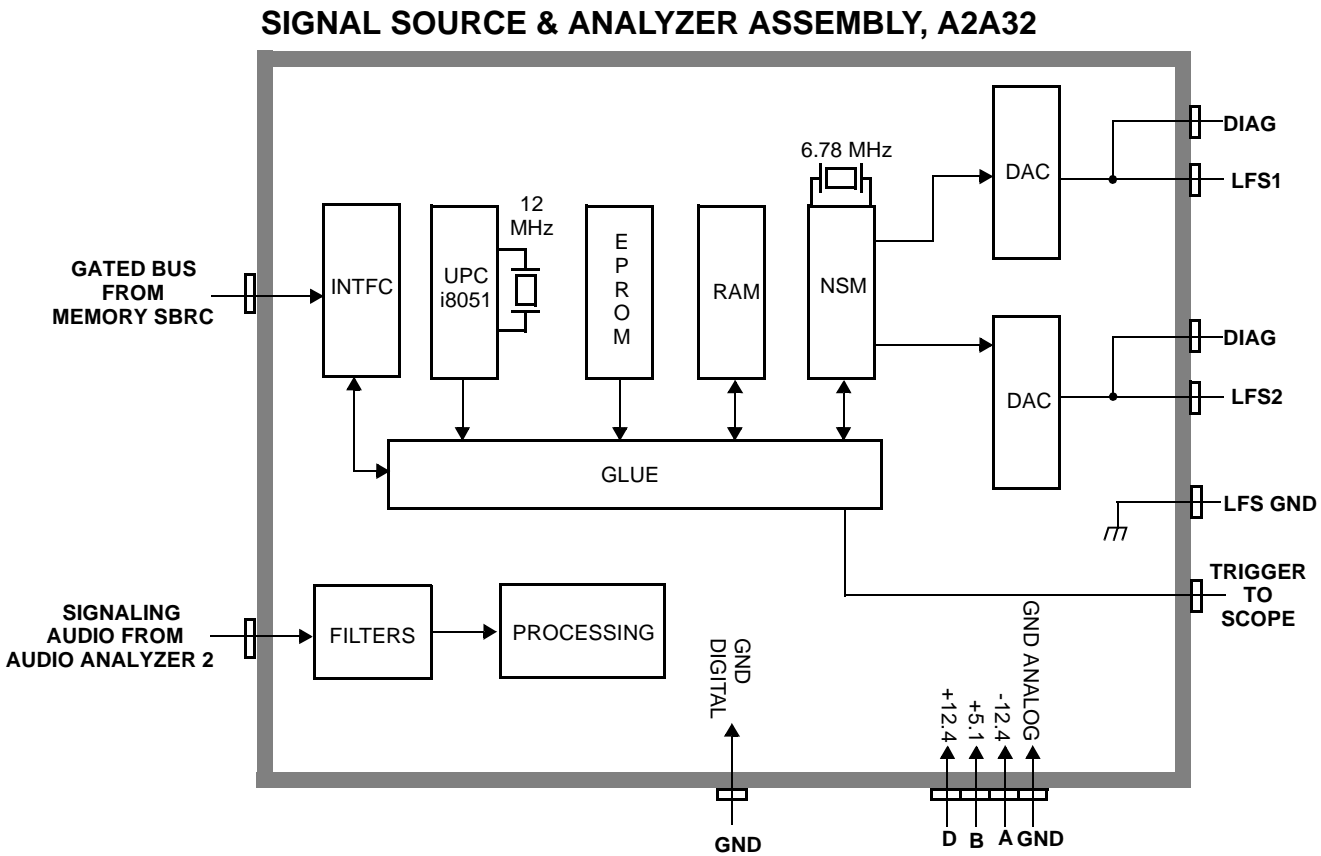 SIGNAL SOURCE & ANALYZER ASSEMBLY, A2A32
DIAG
6.78 MHz
DAC
LFS1
12
MHz
GATED BUS
FROM
MEMORY SBRC
INTFC
UPC
i8051
E
P
R
O
M
RAM
NSM
DIAG
DAC
LFS2
GLUE
LFS GND
TRIGGER
TO
SCOPE
SIGNALING
AUDIO FROM
AUDIO ANALYZER 2
FILTERS
PROCESSING
GND
DIGITAL
+12.4
+5.1
-12.4
GND ANALOG
GND
D
B
A
GND